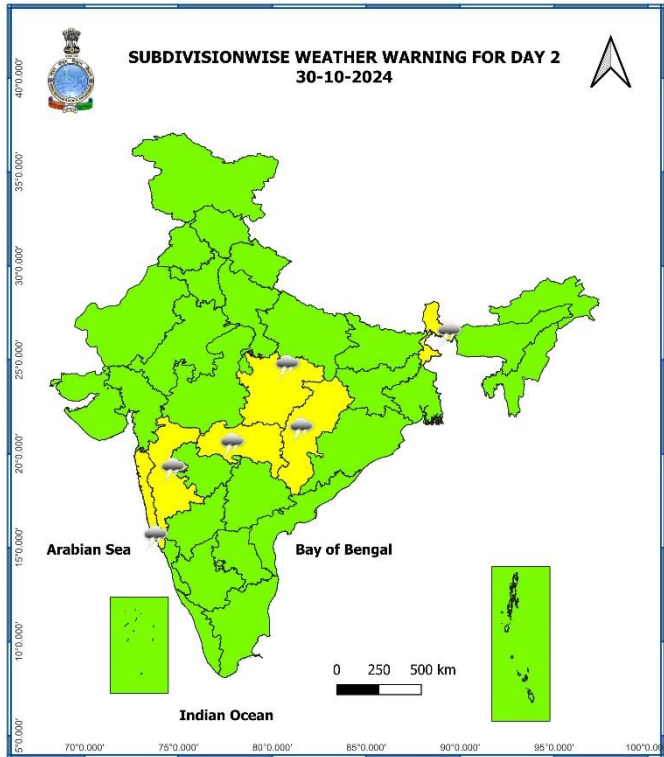 SUBDIVISIONWISE WEATHER WARNING FOR DAY 2
30-10-2024
40°0.000'
35°0.000'
30°0.000'
25°0.000'
20°0.000'
15°0.000'
10°0.000'
5°0.000'
Arabian Sea
Bay of Bengal
0 250 500 km
Indian Ocean
70°0.000' 75°0.000' 80°0.000' 85°0.000' 90°0.000' 95°0.000' 100°0.000'